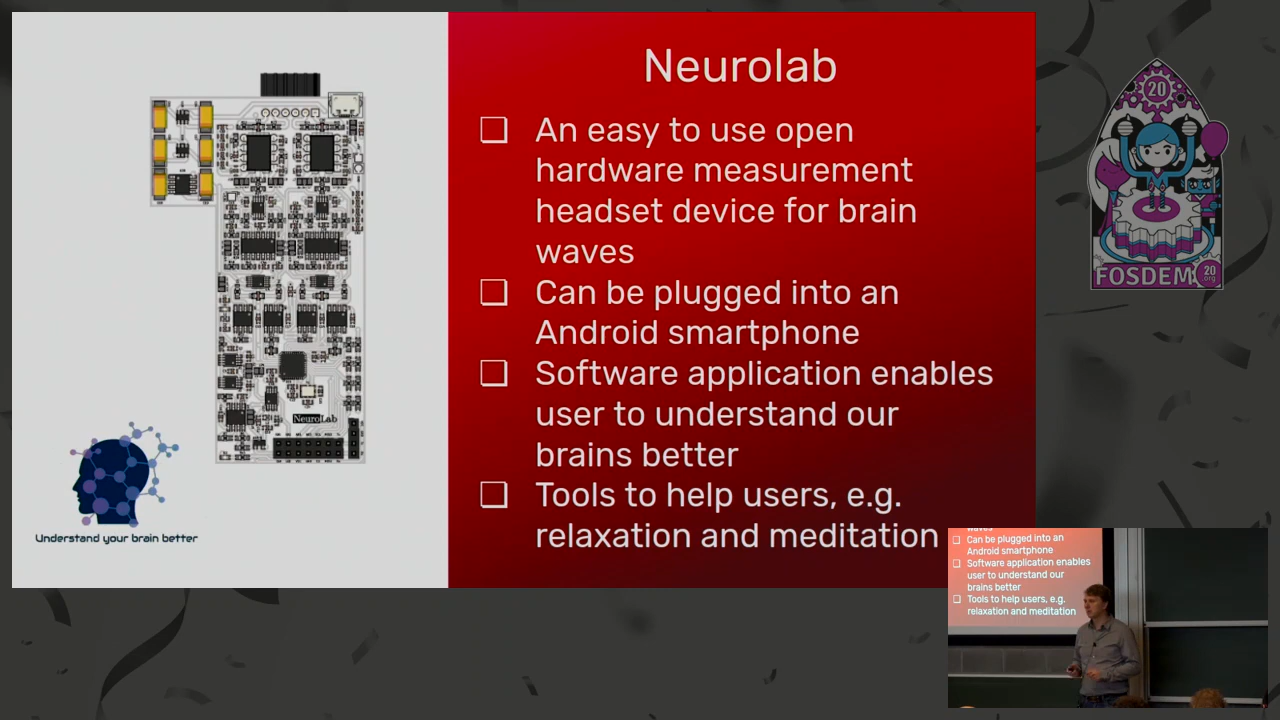 Neurolab
❏ An easy to use open
hardware measurement
headset device for brain
waves
❏ Can be plugged into an
Android smartphone
❏ Software application enables
user to understand our
brains better
❏ Tools to help users, e.g.
relaxation and meditation
NeuroLab
Understand your brain better
20
FOSDEM
20
org
waves
❏ Can be plugged into an
Android smartphone
❏ Software application enables
user to understand our
brains better
❏ Tools to help users, e.g.
relaxation and meditation